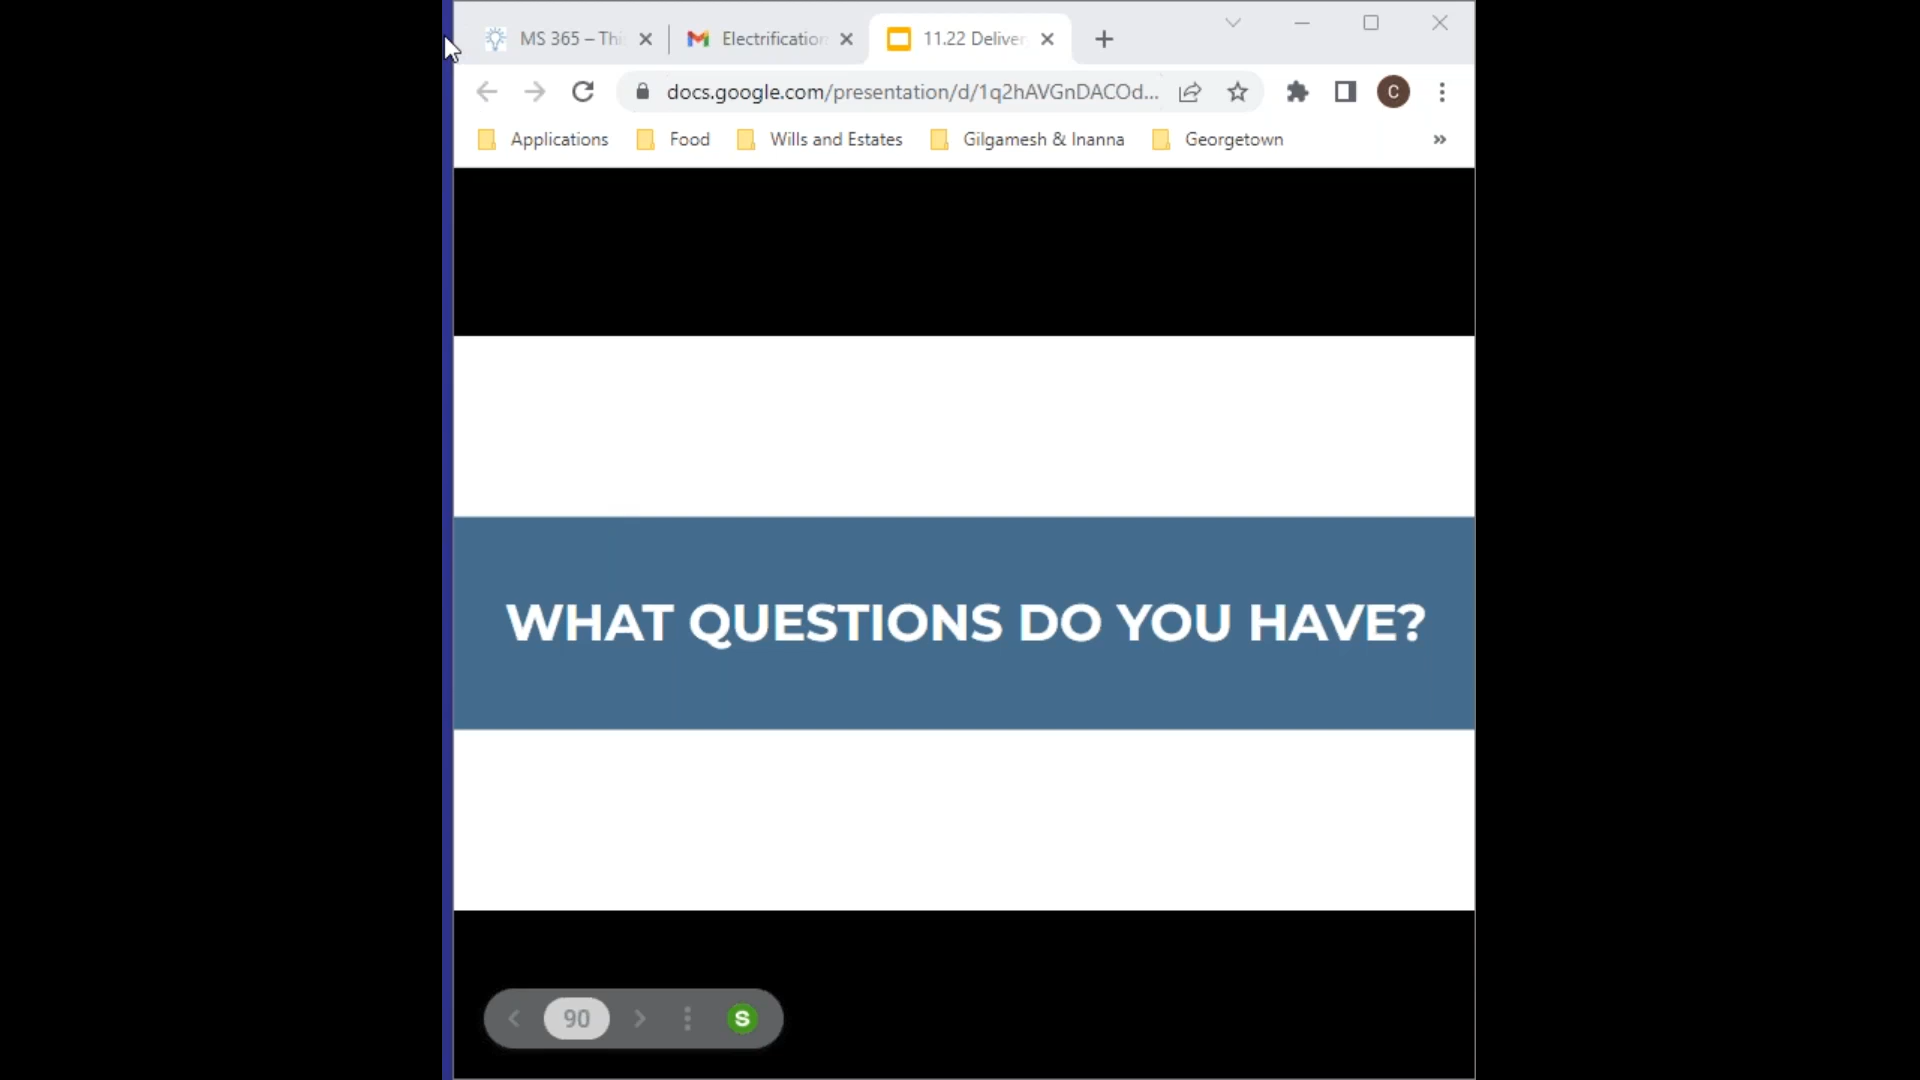 MS 365 – Thi
Electrification
11.22 Deliver
docs.google.com/presentation/d/1q2hAVGnDACOd...
C
Applications
Food
Wills and Estates
Gilgamesh & Inanna
Georgetown
»
WHAT QUESTIONS DO YOU HAVE?
90
S